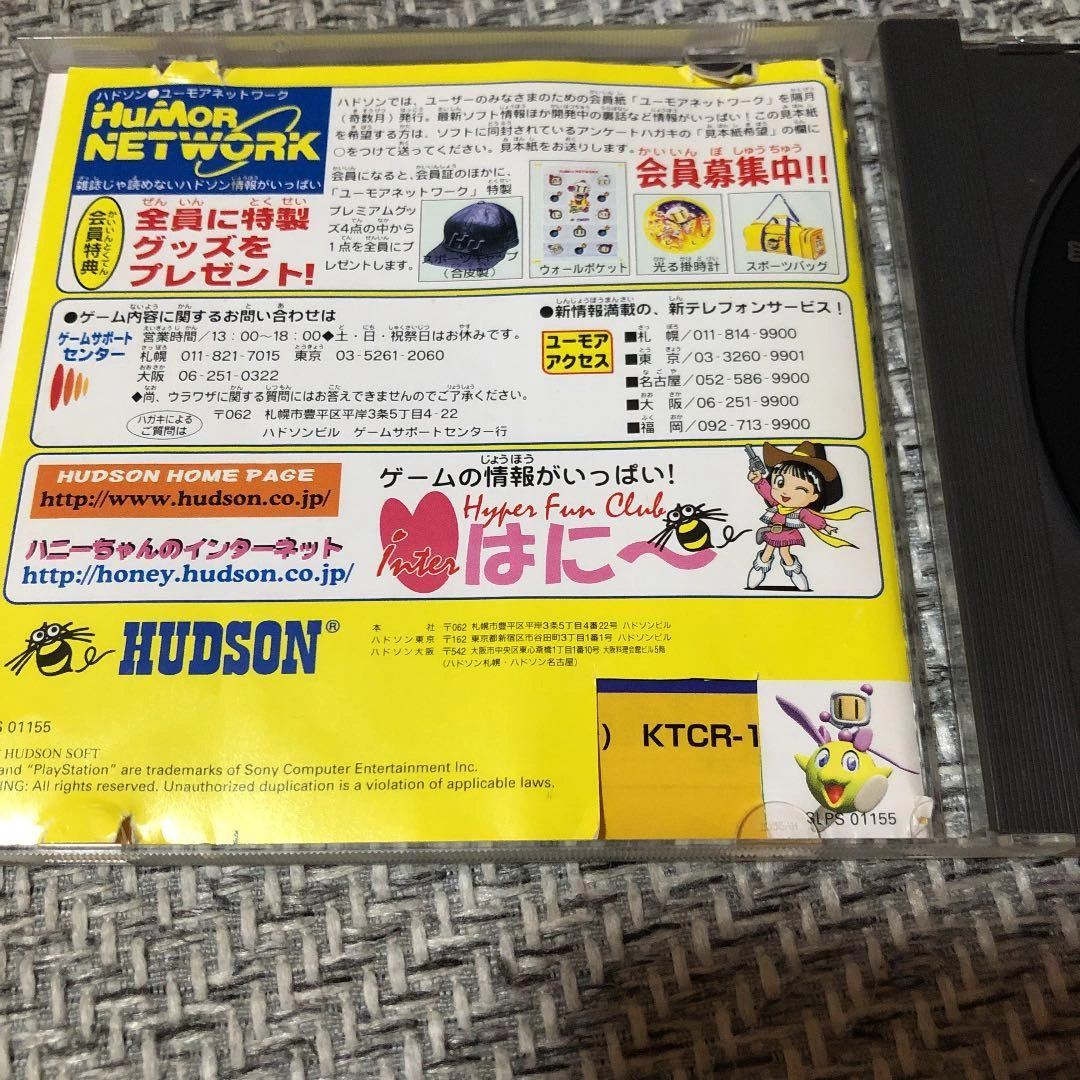 ハドソン●ユーモアネットワーク
HuMoR
NETWORK
雑誌じゃ読めないハドソン情報がいっぱい
ハドソンでは、ユーザーのみなさまのための会員紙「ユーモアネットワーク」を隔月
(奇数月)発行。最新ソフト情報ほか開発中の裏話など情報がいっぱい!この見本紙
を希望する方は、ソフトに同封されているアンケートハガキの「見本紙希望」の欄に
○をつけて送ってください。見本紙をお送りします。
会員募集中!!
会員特典
全員に特製
グッズを
プレゼント!
会員になると、会員証のほかに、
「ユーモアネットワーク」特製
プレミアムグッ
ズ4点の中から
1点を全員にプ
レゼントします。
スポーツキャップ
(合皮製)
ウォールポケット
光る掛時計
スポーツバッグ
●ゲーム内容に関するお問い合わせは
ゲームサポート
センター
営業時間/13:00~18:00◆土・日・祝祭日はお休みです。
札幌 011-821-7015 東京 03-5261-2060
大阪 06-251-0322
◆尚、ウラワザに関する質問にはお答えできませんのでご了承ください。
ハガキによる
ご質問は
〒062 札幌市豊平区平岸3条5丁目4-22
ハドソンビル ゲームサポートセンター行
●新情報満載の、新テレフォンサービス!
ユーモア
アクセス
■札 幌/011-814-9900
■東 京/03-3260-9901
■名古屋/052-586-9900
■大 阪/06-251-9900
■福 岡/092-713-9900
HUDSON HOME PAGE
http://www.hudson.co.jp/
ハニーちゃんのインターネット
http://honey.hudson.co.jp/
ゲームの情報がいっぱい!
Hyper Fun Club
inter はに~
HUDSON®
本 社 〒062 札幌市豊平区平岸3条5丁目4番22号 ハドソンビル
ハドソン東京 〒162 東京都新宿区市谷田町3丁目1番1号 ハドソンビル
ハドソン大阪 〒542 大阪市中央区東心斎橋1丁目1番10号 大阪料理会館ビル5階
(ハドソン札幌・ハドソン名古屋)
S 01155
HUDSON SOFT
and "PlayStation" are trademarks of Sony Computer Entertainment Inc.
ING: All rights reserved. Unauthorized duplication is a violation of applicable laws.
) KTCR-1
SLPS 01155